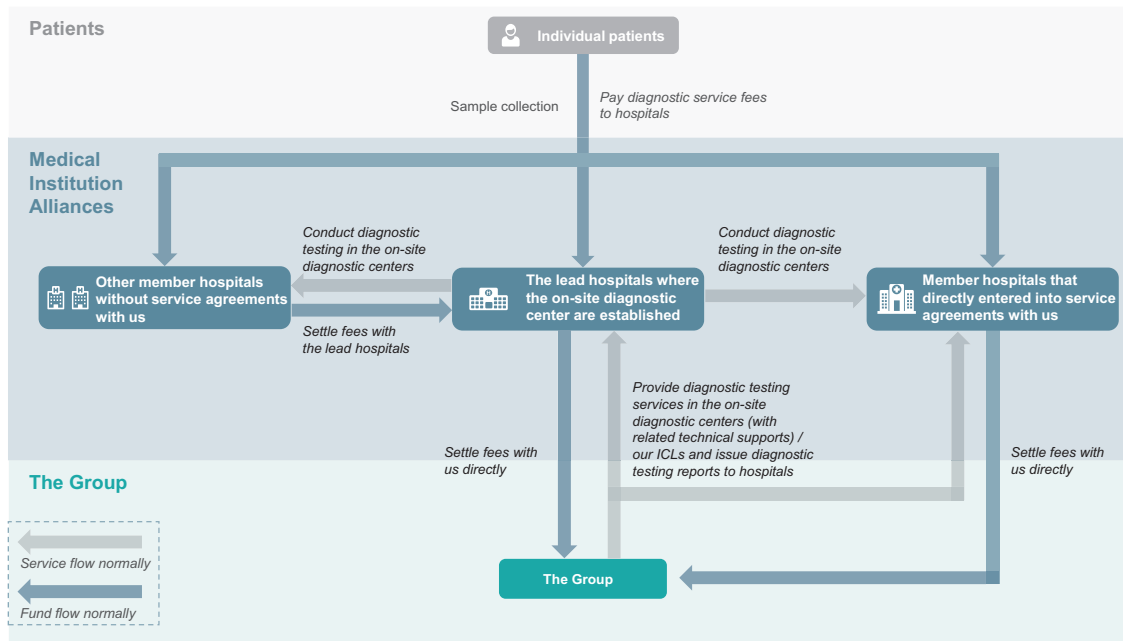 Patients
Individual patients
Sample collection
Pay diagnostic service fees
to hospitals
Medical
Institution
Alliances
Conduct diagnostic
testing in the on-site
diagnostic centers
Conduct diagnostic
testing in the on-site
diagnostic centers
Other member hospitals
without service agreements
with us
The lead hospitals where
the on-site diagnostic
center are established
Member hospitals that
directly entered into service
agreements with us
Settle fees with
the lead hospitals
Provide diagnostic testing
services in the on-site
diagnostic centers (with
related technical supports) /
our ICLs and issue diagnostic
testing reports to hospitals
Settle fees with
us directly
Settle fees with
us directly
The Group
Service flow normally
Fund flow normally
The Group